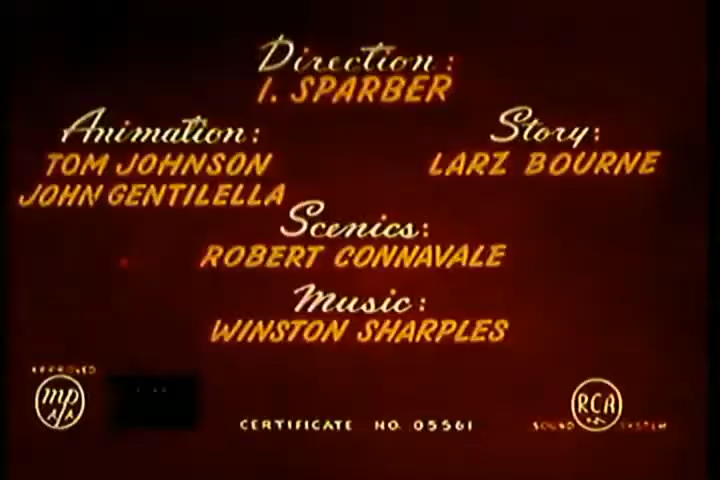 Direction:
I. SPARBER
Animation:
TOM JOHNSON
JOHN GENTILELLA
Story:
LARZ BOURNE
Scenics:
ROBERT CONNAVALE
Music:
WINSTON SHARPLES
APPROVED
mp
AA
CERTIFICATE NO. 05561
RCA
SOUND SYSTEM